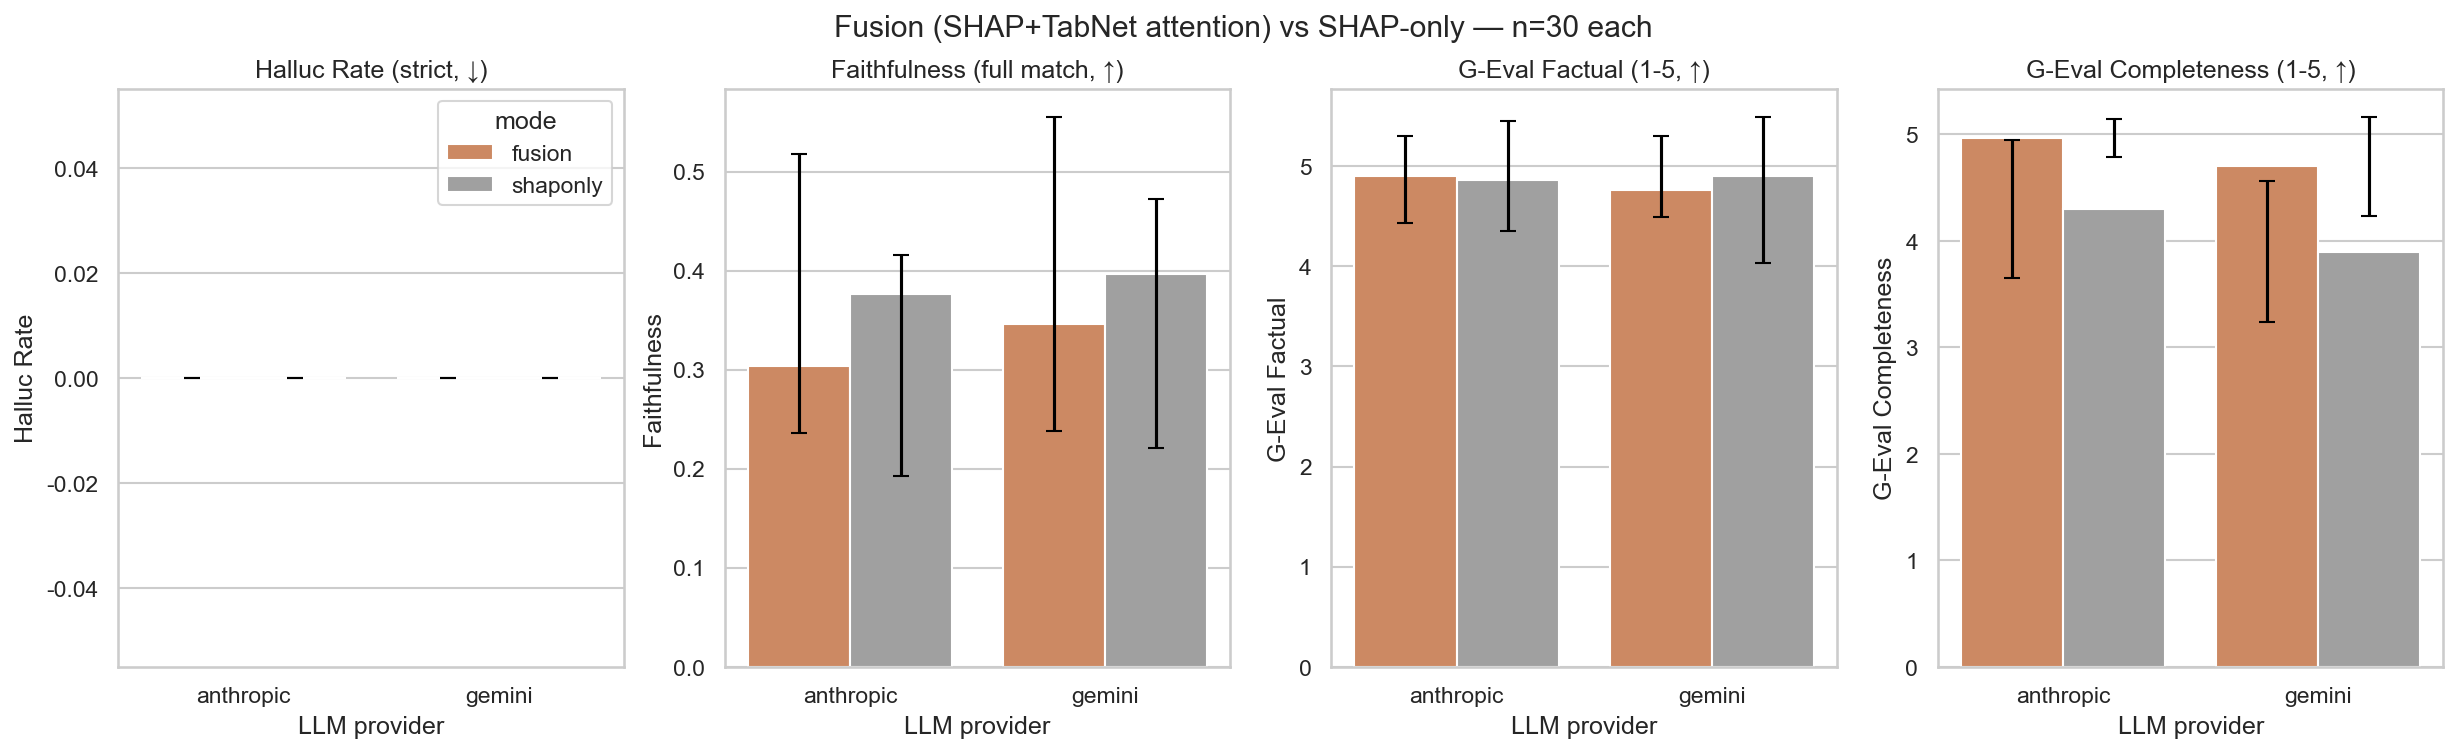 Fusion (SHAP+TabNet attention) vs SHAP-only — n=30 each
Halluc Rate (strict, ↓)
Halluc Rate
0.04
0.02
0.00
-0.02
-0.04
mode
fusion
shaponly
anthropic
gemini
LLM provider
Faithfulness (full match, ↑)
Faithfulness
0.5
0.4
0.3
0.2
0.1
0.0
anthropic
gemini
LLM provider
G-Eval Factual (1-5, ↑)
G-Eval Factual
5
4
3
2
1
0
anthropic
gemini
LLM provider
G-Eval Completeness (1-5, ↑)
G-Eval Completeness
5
4
3
2
1
0
anthropic
gemini
LLM provider